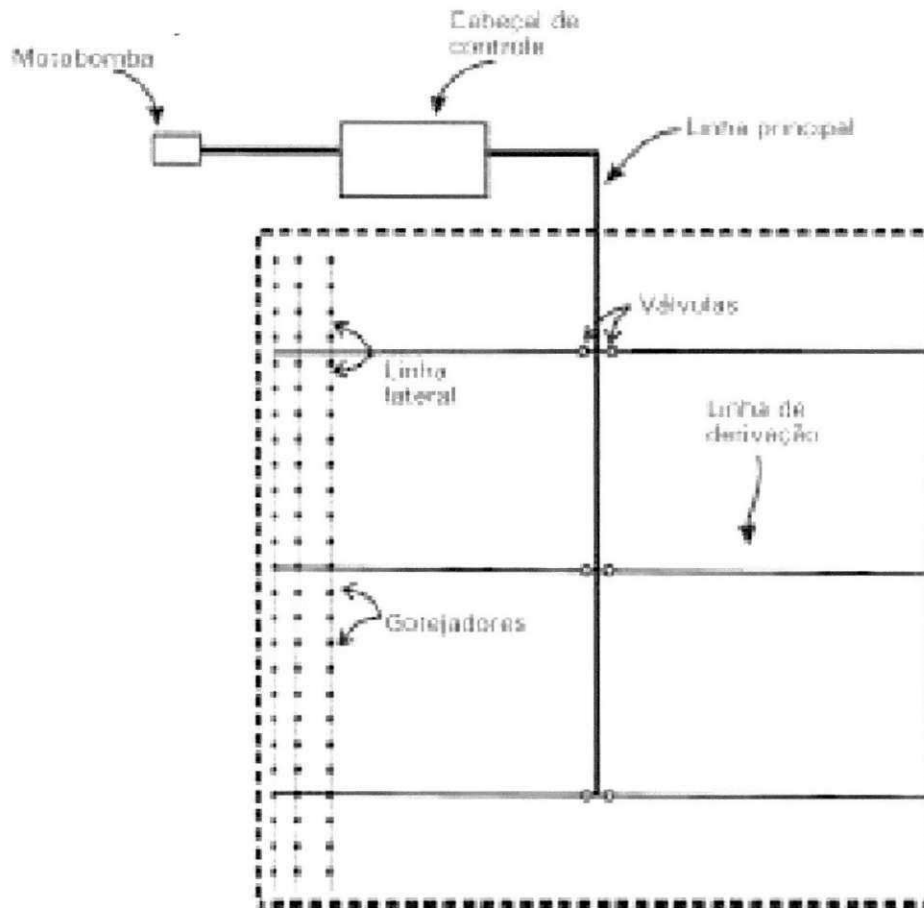 Cabeçal de
controle
Motobomba
Linha principal
Válvulas
Linha
lateral
Linha de
derivação
Gotejadores